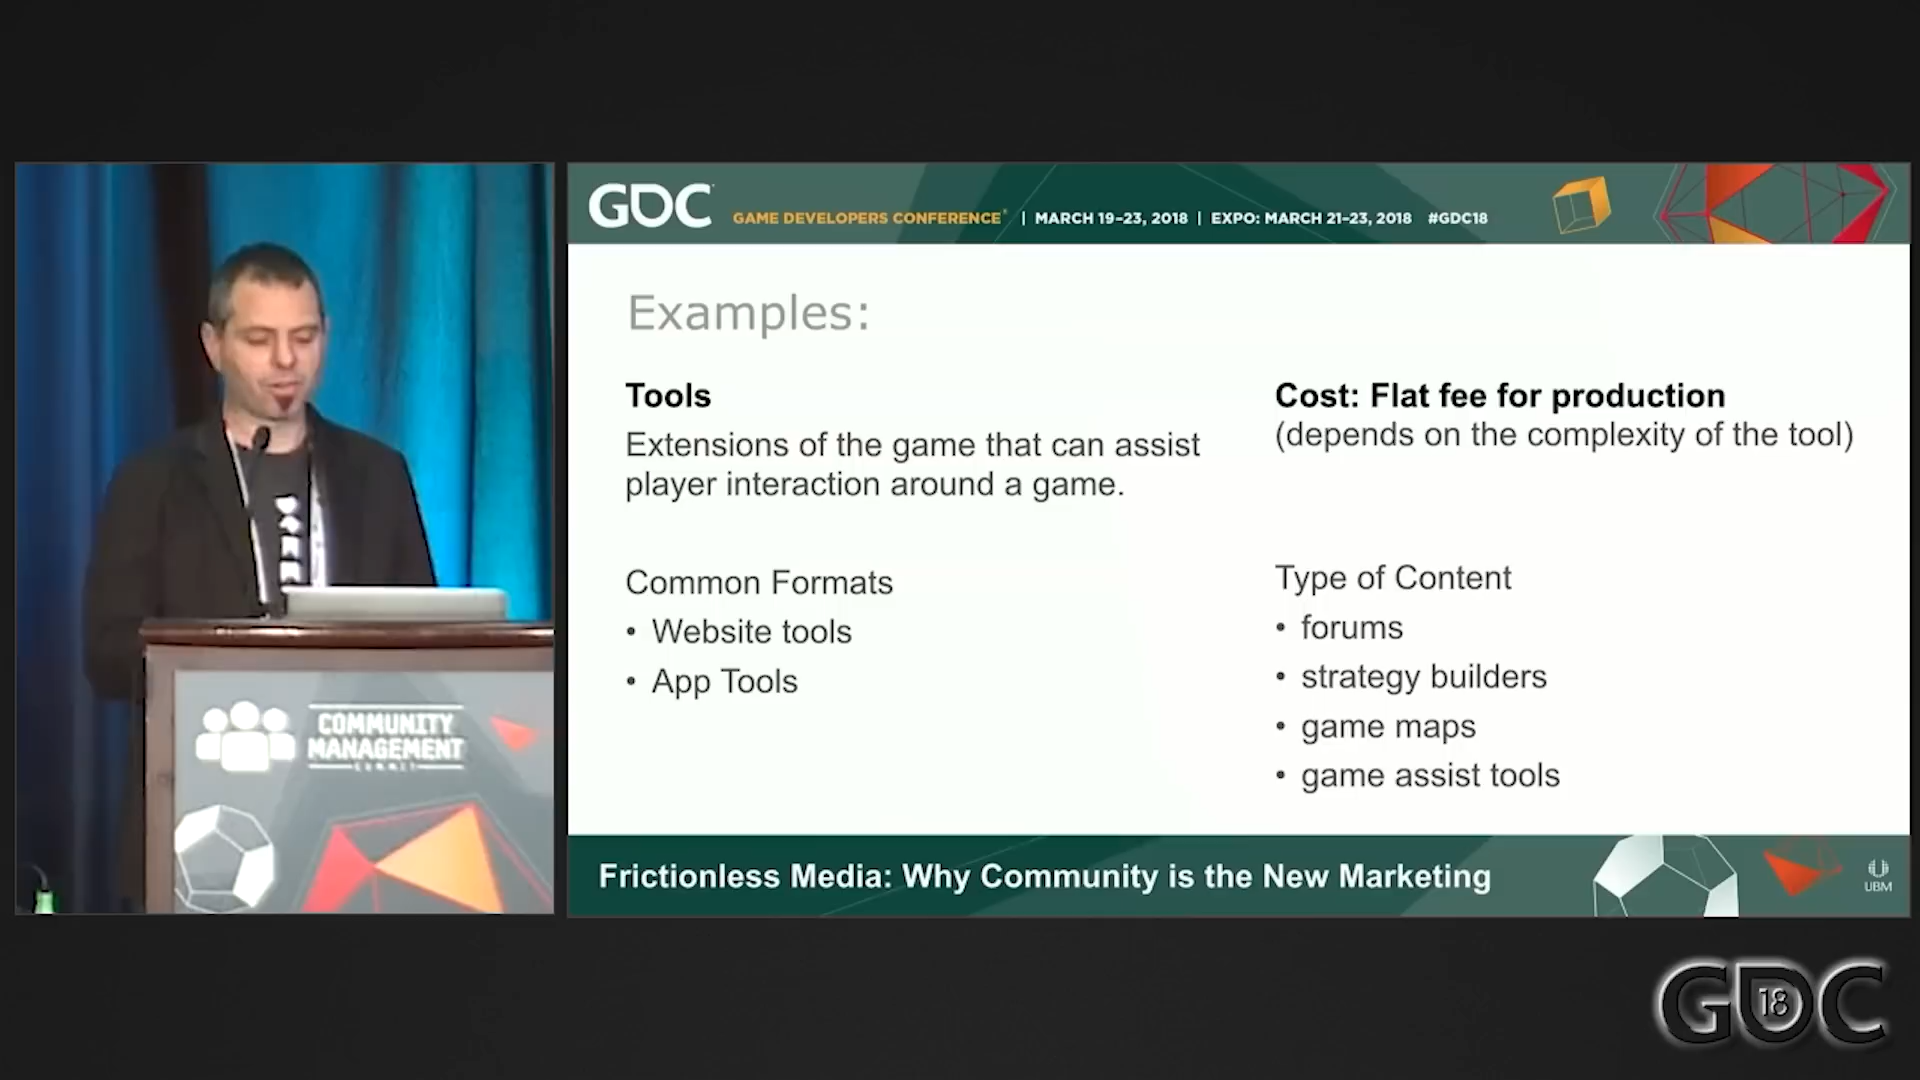 GDC
GAME DEVELOPERS CONFERENCE® | MARCH 19–23, 2018 | EXPO: MARCH 21–23, 2018 #GDC18
Examples:
Tools
Extensions of the game that can assist
player interaction around a game.
Cost: Flat fee for production
(depends on the complexity of the tool)
Common Formats
• Website tools
• App Tools
Type of Content
• forums
• strategy builders
• game maps
• game assist tools
COMMUNITY
MANAGEMENT
SUMMIT
Frictionless Media: Why Community is the New Marketing
UBM
GDC
18